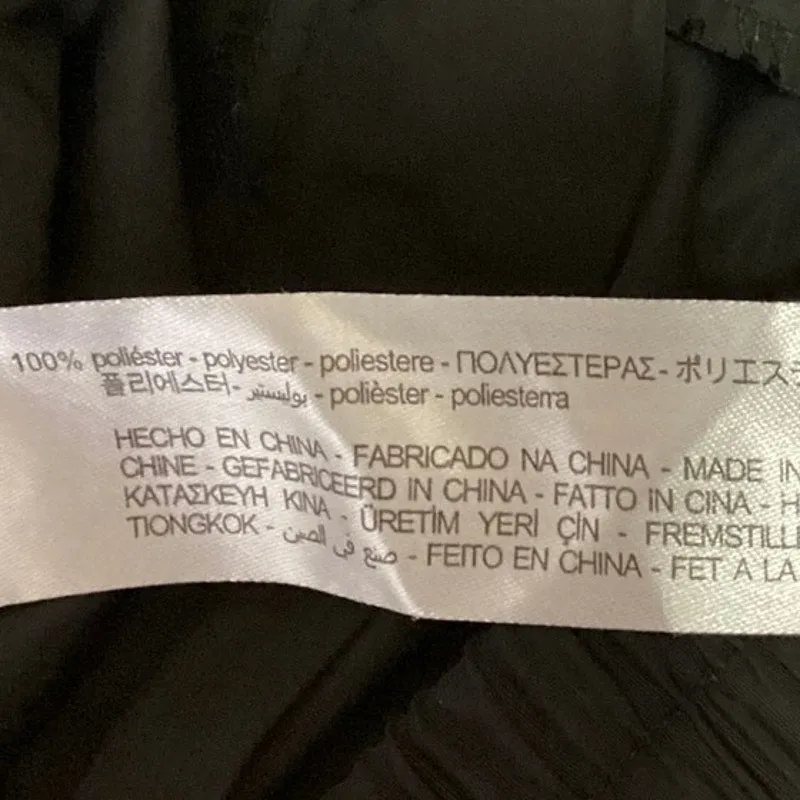 100% poliéster - polyester - poliestere - ΠΟΛΥΕΣΤΕΡΑΣ - ポリエステ
폴리에스터 - بوليستير - polièster - poliesterra
HECHO EN CHINA - FABRICADO NA CHINA - MADE IN
CHINE - GEFABRICEERD IN CHINA - FATTO IN CINA - H
ΚΑΤΑΣΚΕΥΗ ΚΙΝΑ - ÜRETİM YERİ ÇİN - FREMSTILLE
TIONGKOK - صنع في الصين - FEITO EN CHINA - FET A LA